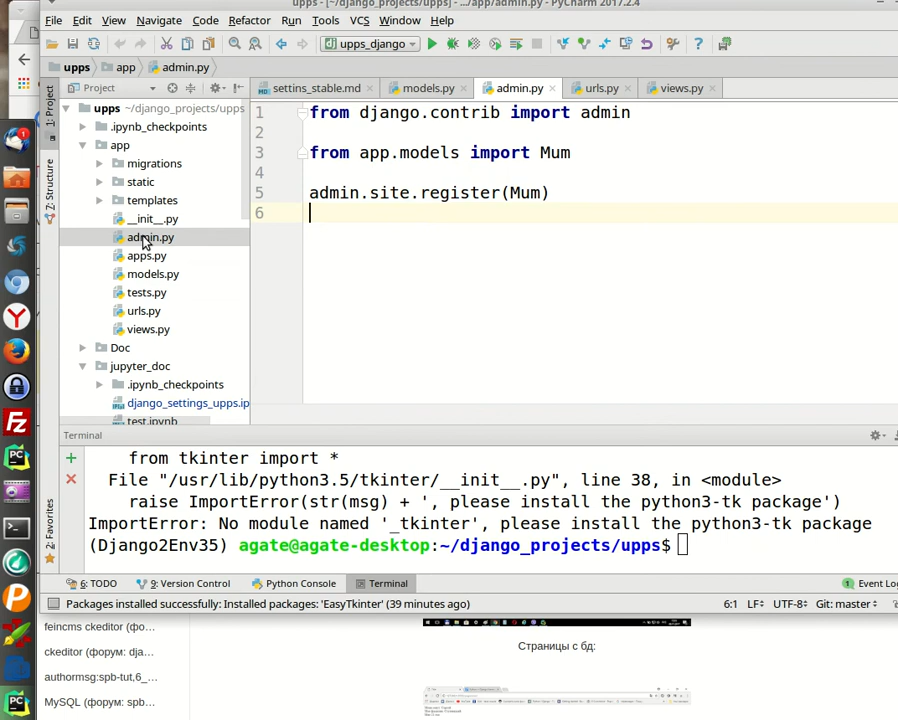 upps - [~/django_projects/upps] - .../app/admin.py - PyCharm 2017.2.4
File Edit View Navigate Code Refactor Run Tools VCS Window Help
upps_django
upps app admin.py
Project
settins_stable.md models.py admin.py urls.py views.py
1: Project
Z: Structure
2: Favorites
upps ~/django_projects/upps
.ipynb_checkpoints
app
migrations
static
templates
__init__.py
admin.py
apps.py
models.py
tests.py
urls.py
views.py
Doc
jupyter_doc
.ipynb_checkpoints
django_settings_upps.ip
test.ipynb
1 from django.contrib import admin
2
3 from app.models import Mum
4
5 admin.site.register(Mum)
6
Terminal
from tkinter import *
File "/usr/lib/python3.5/tkinter/__init__.py", line 38, in <module>
raise ImportError(str(msg) + ', please install the python3-tk package')
ImportError: No module named '_tkinter', please install the python3-tk package
(Django2Env35) agate@agate-desktop:~/django_projects/upps$
6: TODO 9: Version Control Python Console Terminal 1 Event Log
Packages installed successfully: Installed packages: 'EasyTkinter' (39 minutes ago) 6:1 LF÷ UTF-8÷ Git: master÷
feincms ckeditor (фо...
ckeditor (форум: dja...
authormsg:spb-tut,6_...
MySQL (форум: spb...
Страницы с бд: